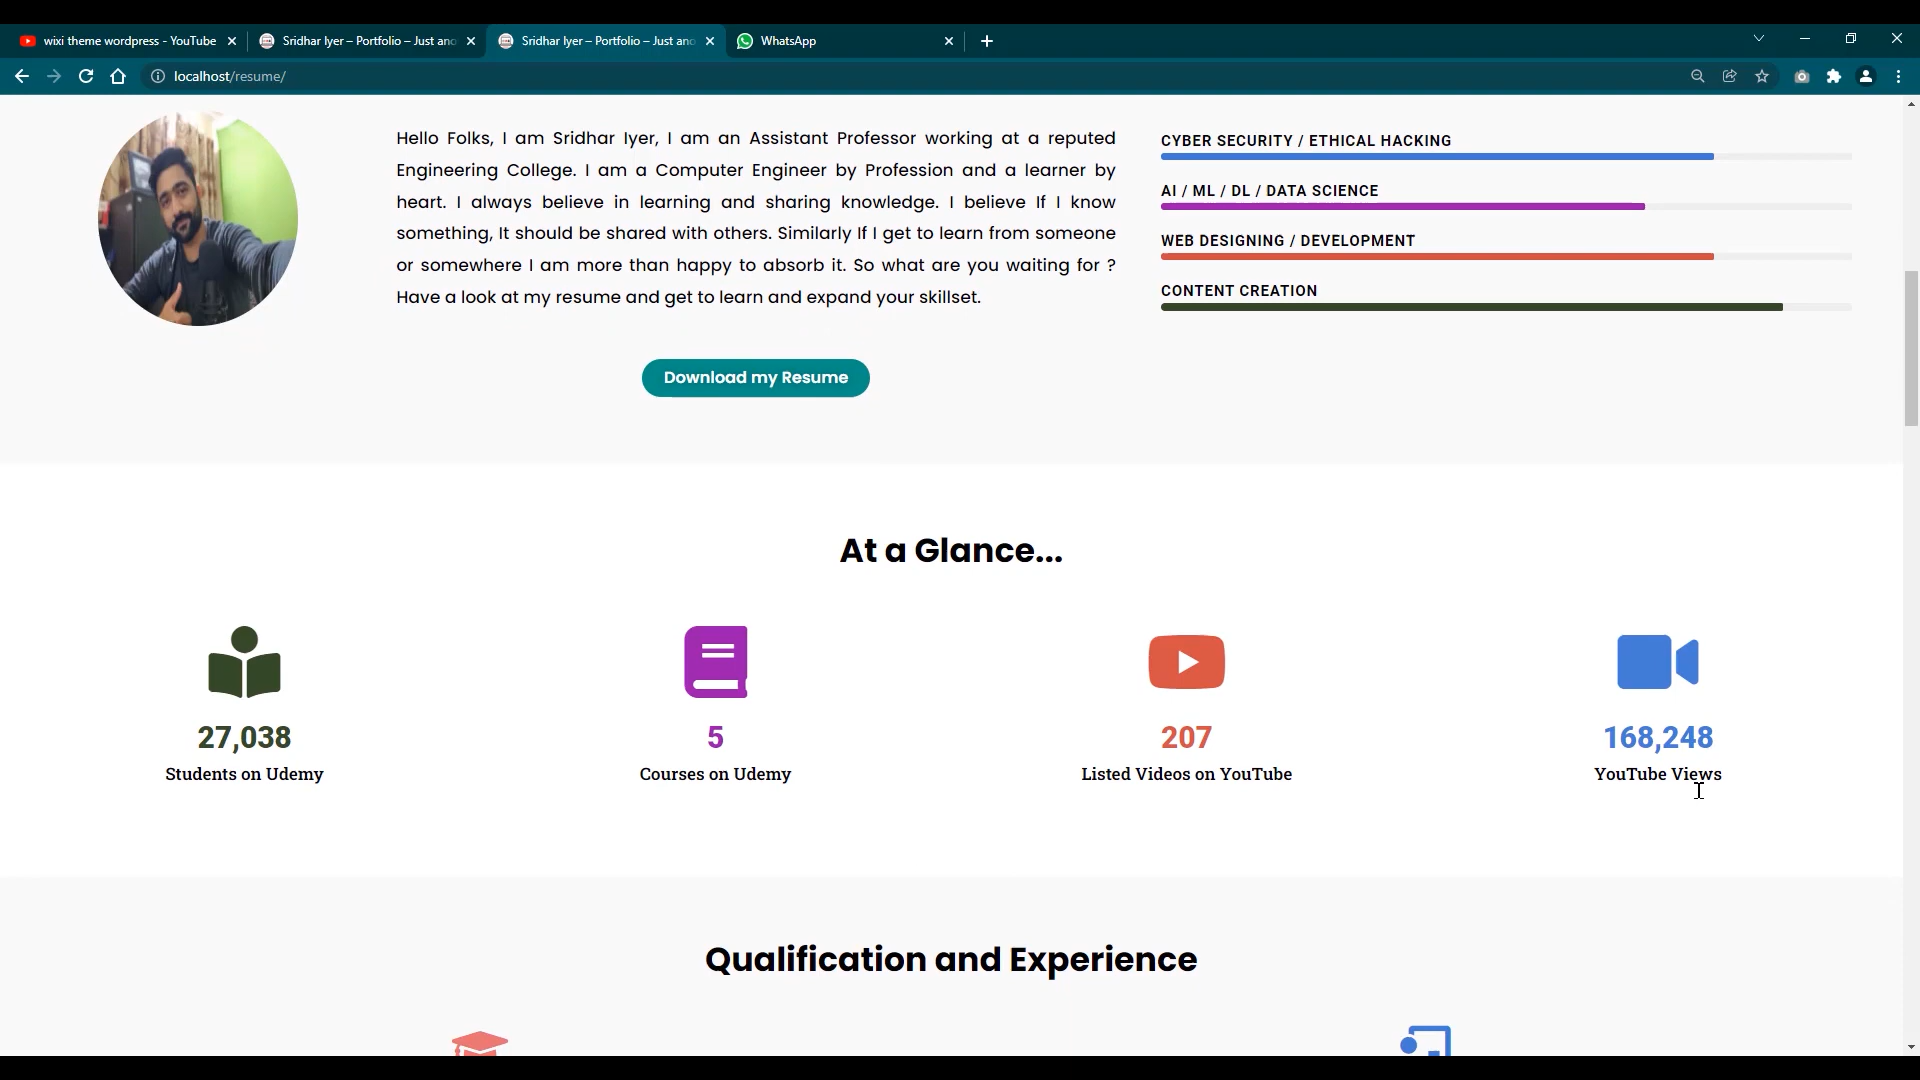 wixi theme wordpress - YouTube
Sridhar Iyer – Portfolio – Just ano
Sridhar Iyer – Portfolio – Just ano
WhatsApp
localhost/resume/
Hello Folks, I am Sridhar Iyer, I am an Assistant Professor working at a reputed
Engineering College. I am a Computer Engineer by Profession and a learner by
heart. I always believe in learning and sharing knowledge. I believe If I know
something, It should be shared with others. Similarly If I get to learn from someone
or somewhere I am more than happy to absorb it. So what are you waiting for ?
Have a look at my resume and get to learn and expand your skillset.
Download my Resume
CYBER SECURITY / ETHICAL HACKING
AI / ML / DL / DATA SCIENCE
WEB DESIGNING / DEVELOPMENT
CONTENT CREATION
At a Glance...
27,038
Students on Udemy
5
Courses on Udemy
207
Listed Videos on YouTube
168,248
YouTube Views
Qualification and Experience